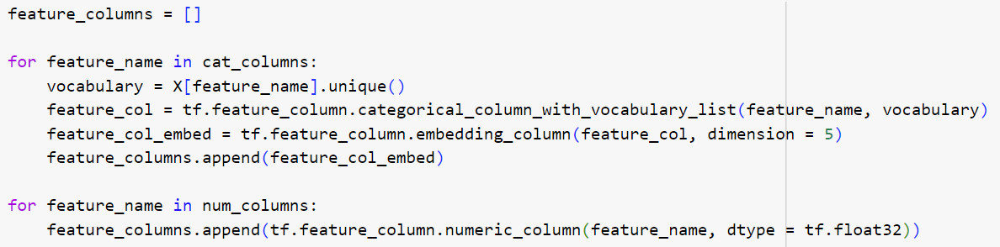 feature_columns = []

for feature_name in cat_columns:
    vocabulary = X[feature_name].unique()
    feature_col = tf.feature_column.categorical_column_with_vocabulary_list(feature_name, vocabulary)
    feature_col_embed = tf.feature_column.embedding_column(feature_col, dimension = 5)
    feature_columns.append(feature_col_embed)

for feature_name in num_columns:
    feature_columns.append(tf.feature_column.numeric_column(feature_name, dtype = tf.float32))